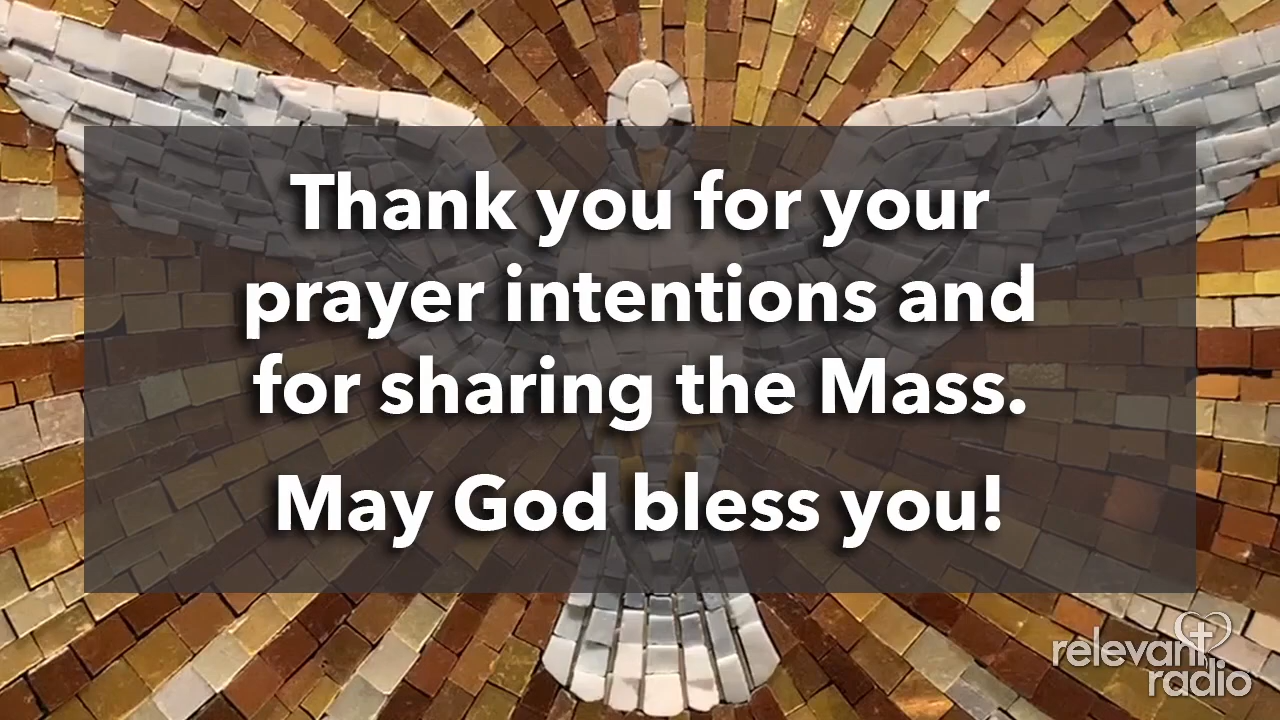 Thank you for your
prayer intentions and
for sharing the Mass.
May God bless you!
relevant
radio